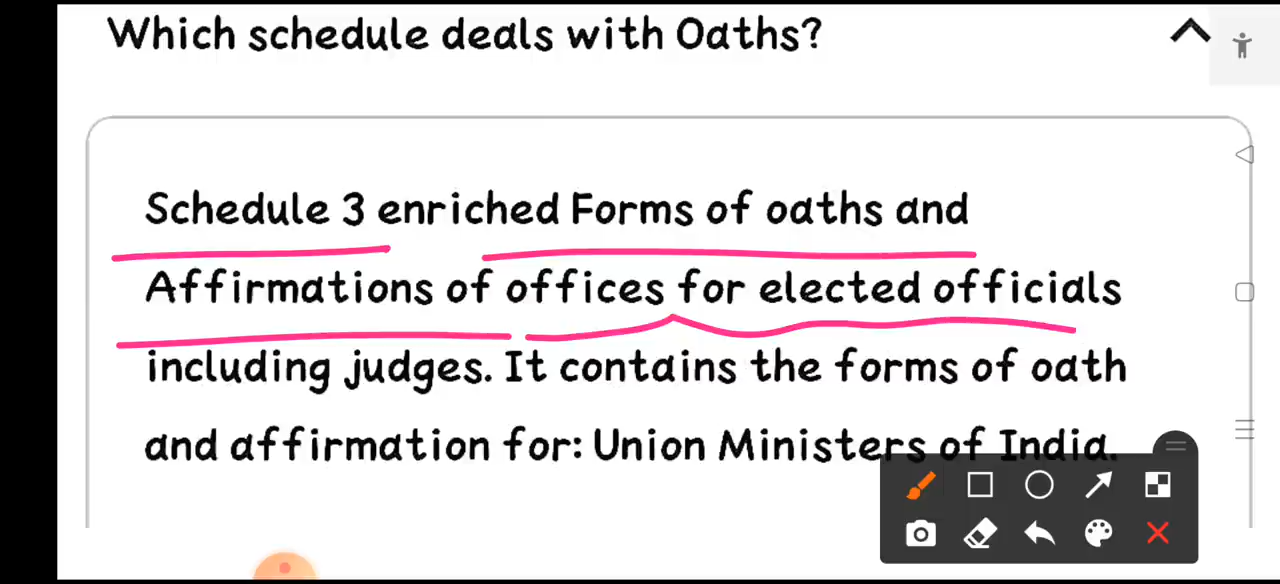 Which schedule deals with Oaths?
Schedule 3 enriched Forms of oaths and
Affirmations of offices for elected officials
including judges. It contains the forms of oath
and affirmation for: Union Ministers of India.